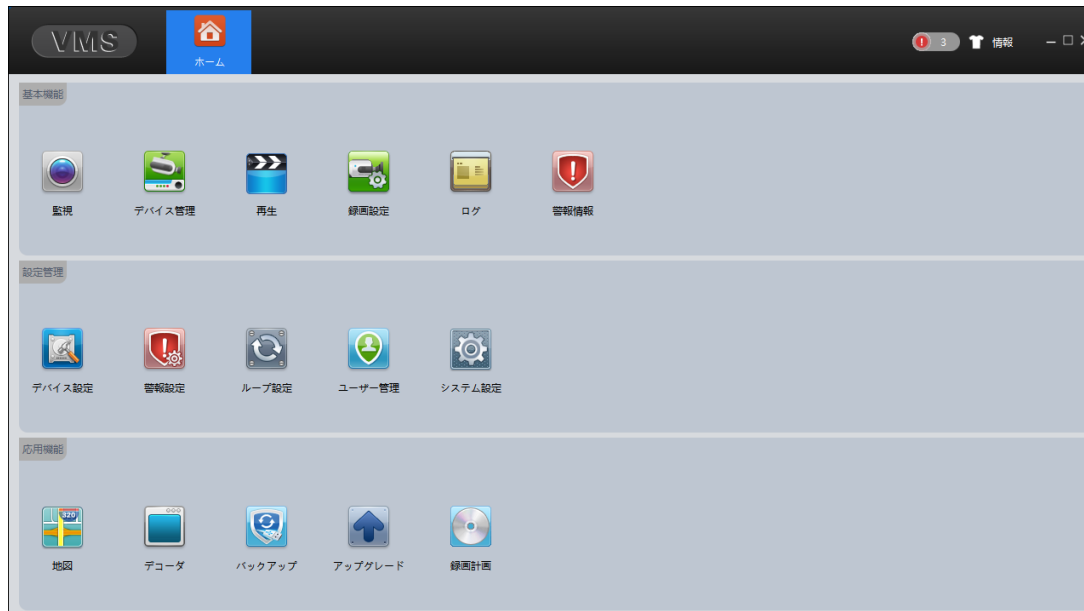 VMS
ホーム
3
情報
基本機能
監視
デバイス管理
再生
録画設定
ログ
警報情報
設定管理
デバイス設定
警報設定
ループ設定
ユーザー管理
システム設定
応用機能
320
地図
デコーダ
バックアップ
アップグレード
録画計画